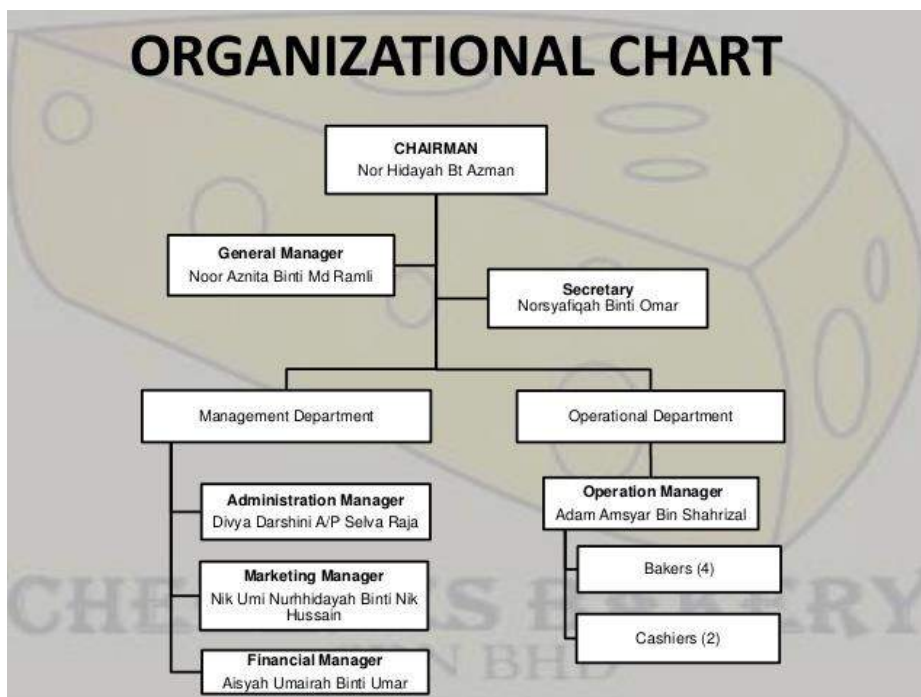 ORGANIZATIONAL CHART
CHAIRMAN
Nor Hidayah Bt Azman
General Manager
Noor Aznita Binti Md Ramli
Secretary
Norsyafiqah Binti Omar
Management Department
Operational Department
Administration Manager
Divya Darshini A/P Selva Raja
Operation Manager
Adam Amsyar Bin Shahrizal
Bakers (4)
Marketing Manager
Nik Umi Nurhhidayah Binti Nik
Hussain
Cashiers (2)
Financial Manager
Aisyah Umairah Binti Umar
BHD